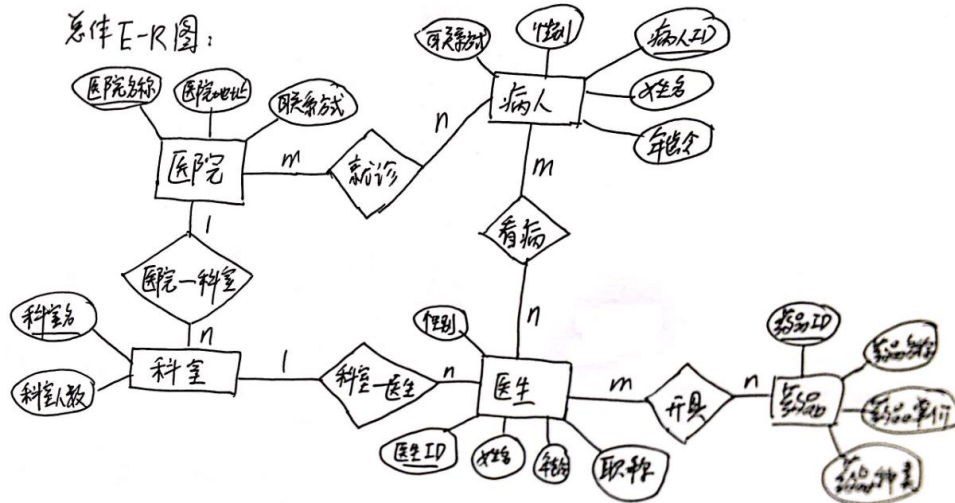 总体E-R图:
医院名称
医院地址
联系方式
联系方式
性别
病人ID
姓名
年龄
病人
医院
m
就诊
n
m
1
看病
医院-科室
n
n
科室名
科室人数
科室
1
科室-医生
n
性别
医生
医生ID
姓名
年龄
职称
m
开具
n
药品
药品ID
药品名称
药品单价
药品种类